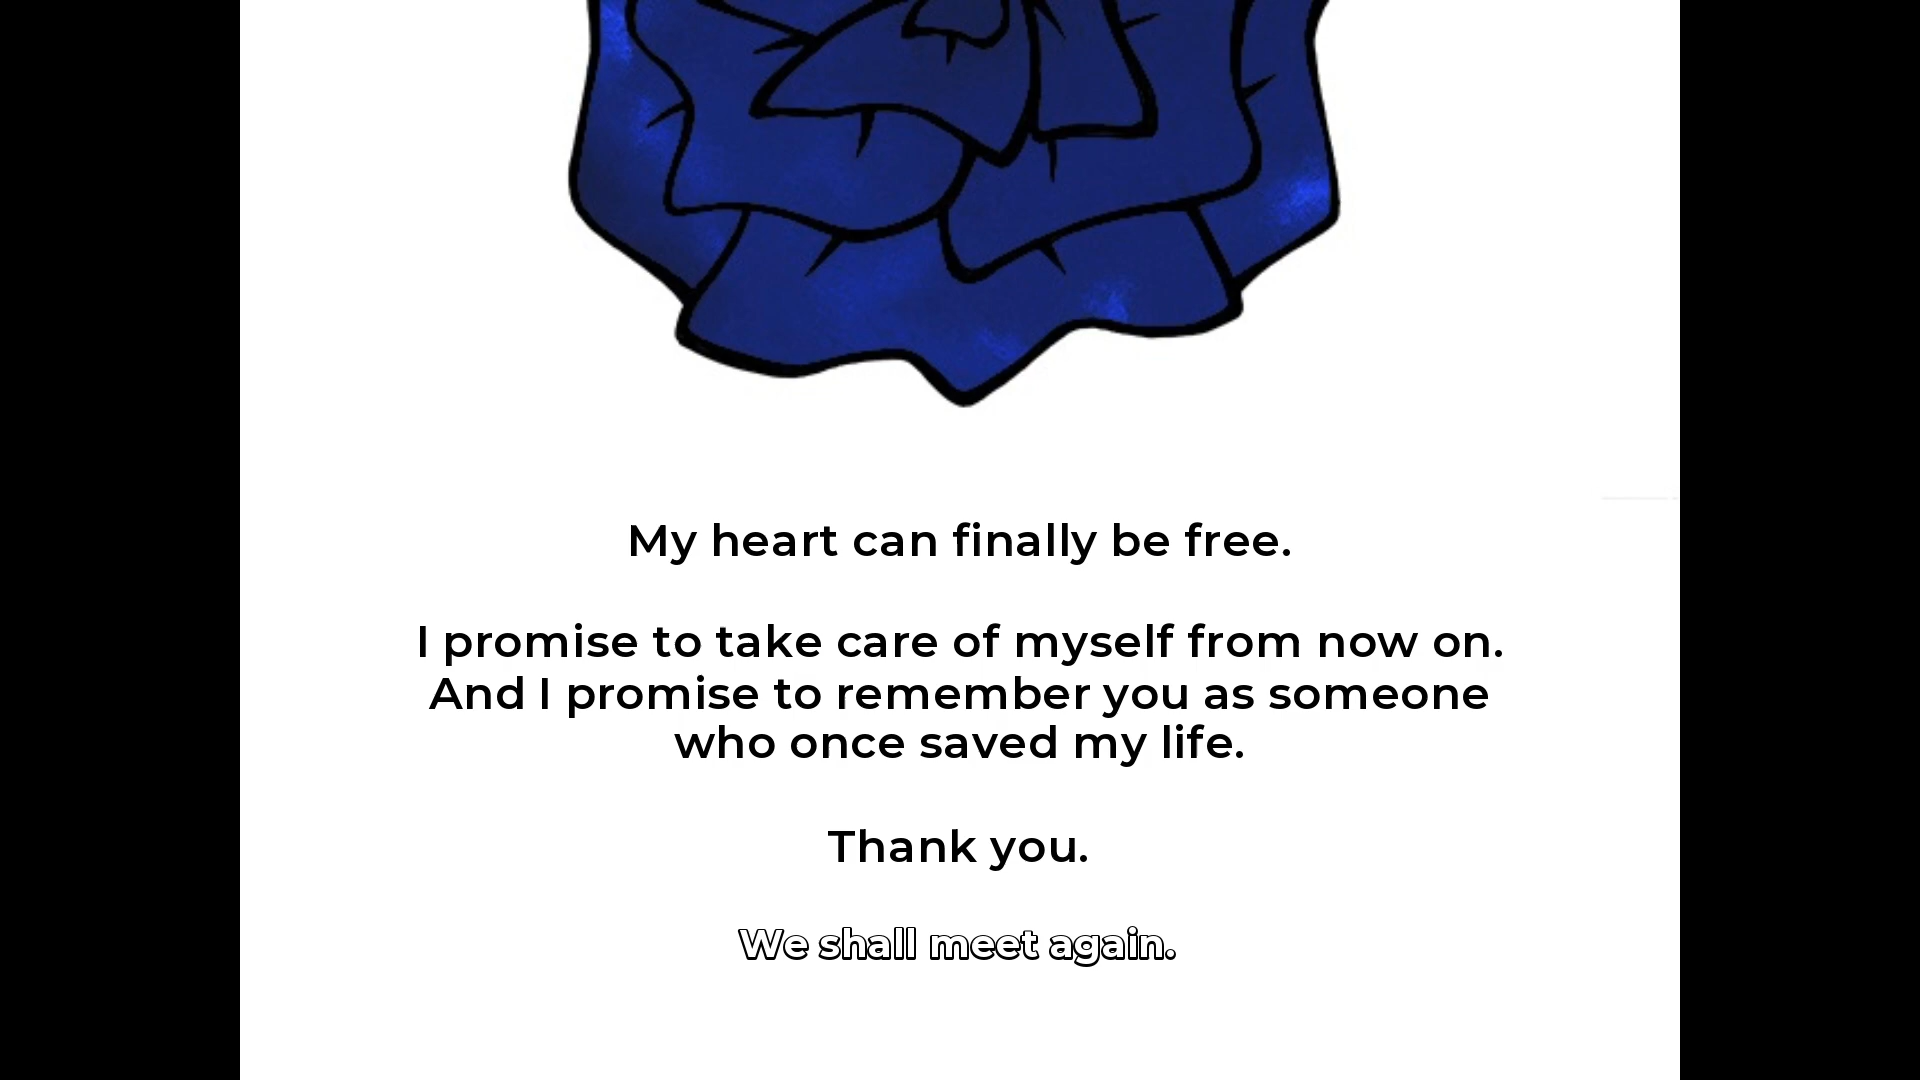 My heart can finally be free.
I promise to take care of myself from now on.
And I promise to remember you as someone
who once saved my life.
Thank you.
We shall meet again.